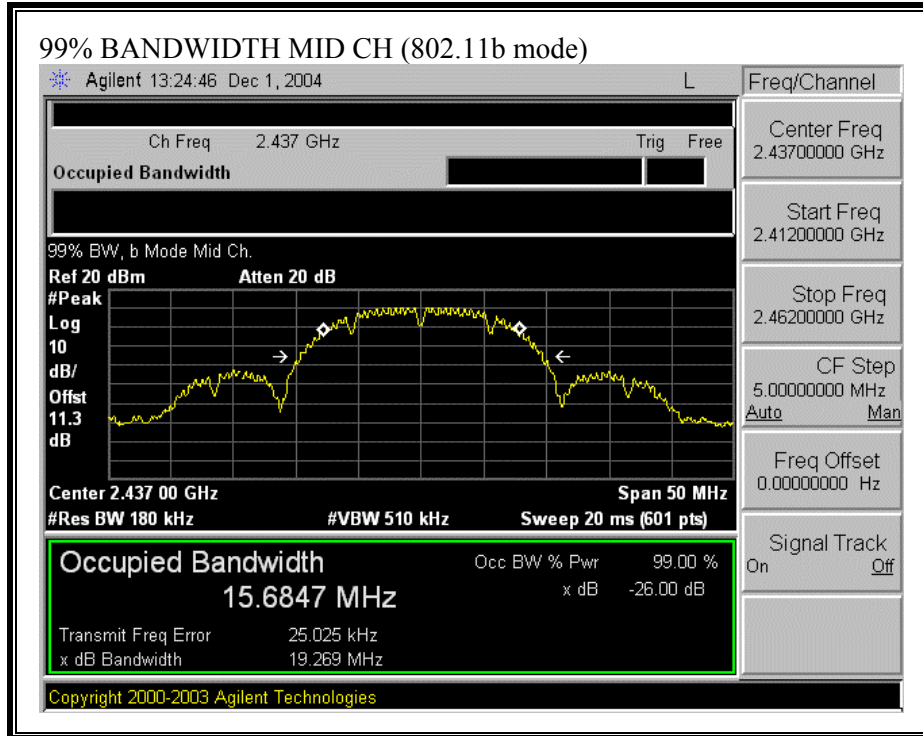 99% BANDWIDTH MID CH (802.11b mode)
Agilent 13:24:46 Dec 1, 2004 L Freq/Channel
Ch Freq 2.437 GHz Trig Free
Occupied Bandwidth
Center Freq
2.43700000 GHz
Start Freq
2.41200000 GHz
99% BW, b Mode Mid Ch.
Ref 20 dBm Atten 20 dB
#Peak
Log
10
dB/
Offst
11.3
dB
Stop Freq
2.46200000 GHz
CF Step
5.00000000 MHz
Auto Man
Freq Offset
0.00000000 Hz
Center 2.437 00 GHz Span 50 MHz
#Res BW 180 kHz #VBW 510 kHz Sweep 20 ms (601 pts)
Signal Track
On Off
Occupied Bandwidth Occ BW % Pwr 99.00 %
15.6847 MHz x dB -26.00 dB
Transmit Freq Error 25.025 kHz
x dB Bandwidth 19.269 MHz
Copyright 2000-2003 Agilent Technologies